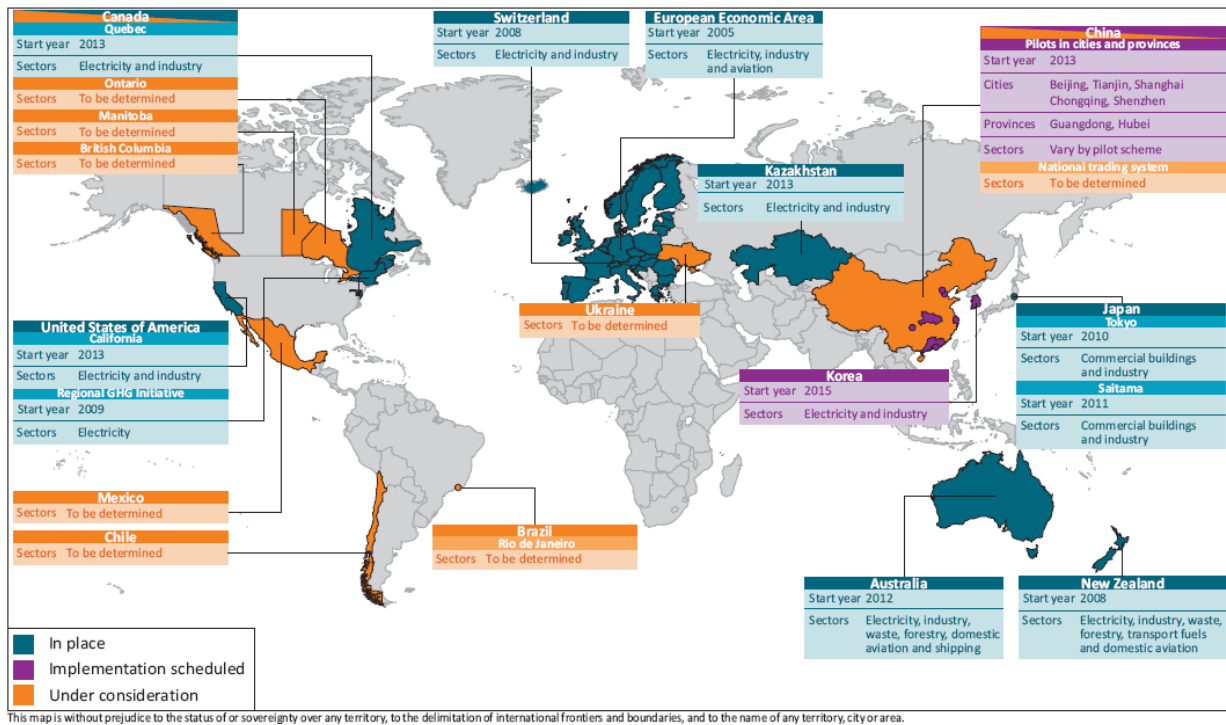 Canada
Quebec
Start year 2013
Sectors Electricity and industry
Ontario
Sectors To be determined
Manitoba
Sectors To be determined
British Columbia
Sectors To be determined
Switzerland
Start year 2008
Sectors Electricity and industry
European Economic Area
Start year 2005
Sectors Electricity, industry
and aviation
China
Pilots in cities and provinces
Start year 2013
Cities Beijing, Tianjin, Shanghai
Chongqing, Shenzhen
Provinces Guangdong, Hubei
Sectors Vary by pilot scheme
National trading system
Sectors To be determined
Kazakhstan
Start year 2013
Sectors Electricity and industry
Ukraine
Sectors To be determined
United States of America
California
Start year 2013
Sectors Electricity and industry
Regional GHG Initiative
Start year 2009
Sectors Electricity
Korea
Start year 2015
Sectors Electricity and industry
Japan
Tokyo
Start year 2010
Sectors Commercial buildings
and industry
Saitama
Start year 2011
Sectors Commercial buildings
and industry
Mexico
Sectors To be determined
Chile
Sectors To be determined
Brazil
Rio de Janeiro
Sectors To be determined
Australia
Start year 2012
Sectors Electricity, industry,
waste, forestry, domestic
aviation and shipping
New Zealand
Start year 2008
Sectors Electricity, industry, waste,
forestry, transport fuels
and domestic aviation
In place
Implementation scheduled
Under consideration
This map is without prejudice to the status of or sovereignty over any territory, to the delimitation of international frontiers and boundaries, and to the name of any territory, city or area.